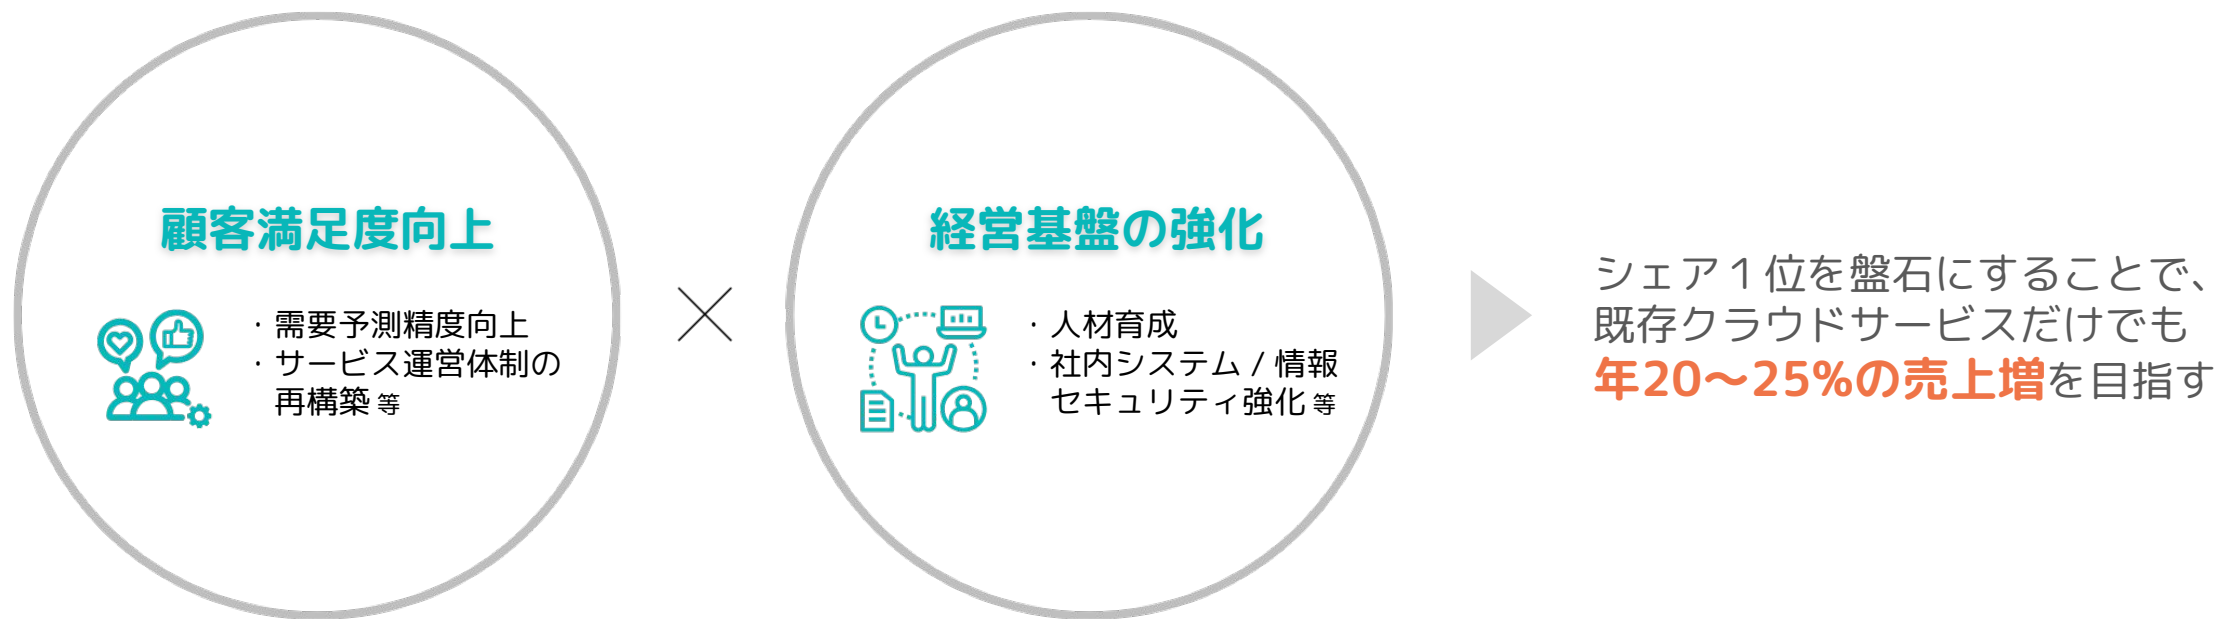 顧客満足度向上
・需要予測精度向上
・サービス運営体制の
再構築 等
×
経営基盤の強化
・人材育成
・社内システム / 情報
セキュリティ強化 等
シェア１位を盤石にすることで、
既存クラウドサービスだけでも
年20〜25%の売上増を目指す